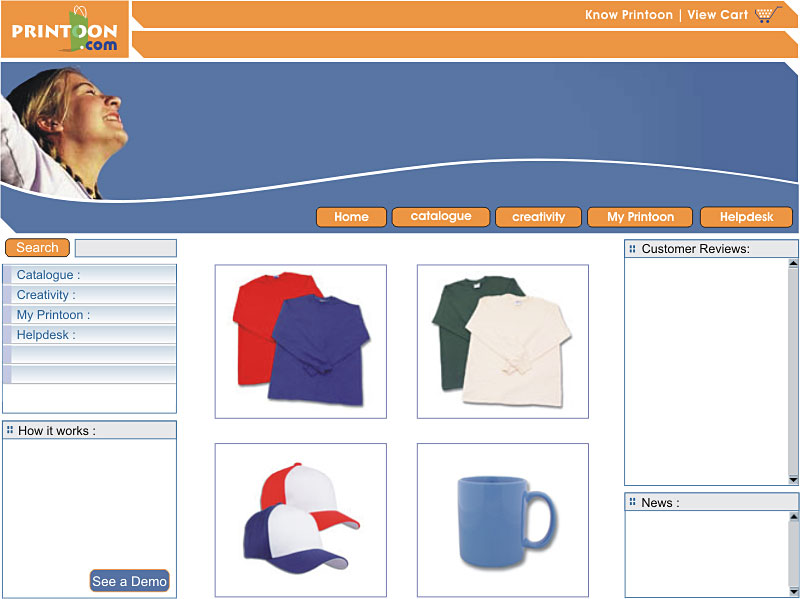 PRINTOON
.com
Know Printoon | View Cart
Home
catalogue
creativity
My Printoon
Helpdesk
Search
Catalogue :
Creativity :
My Printoon :
Helpdesk :
How it works :
See a Demo
Customer Reviews:
News :